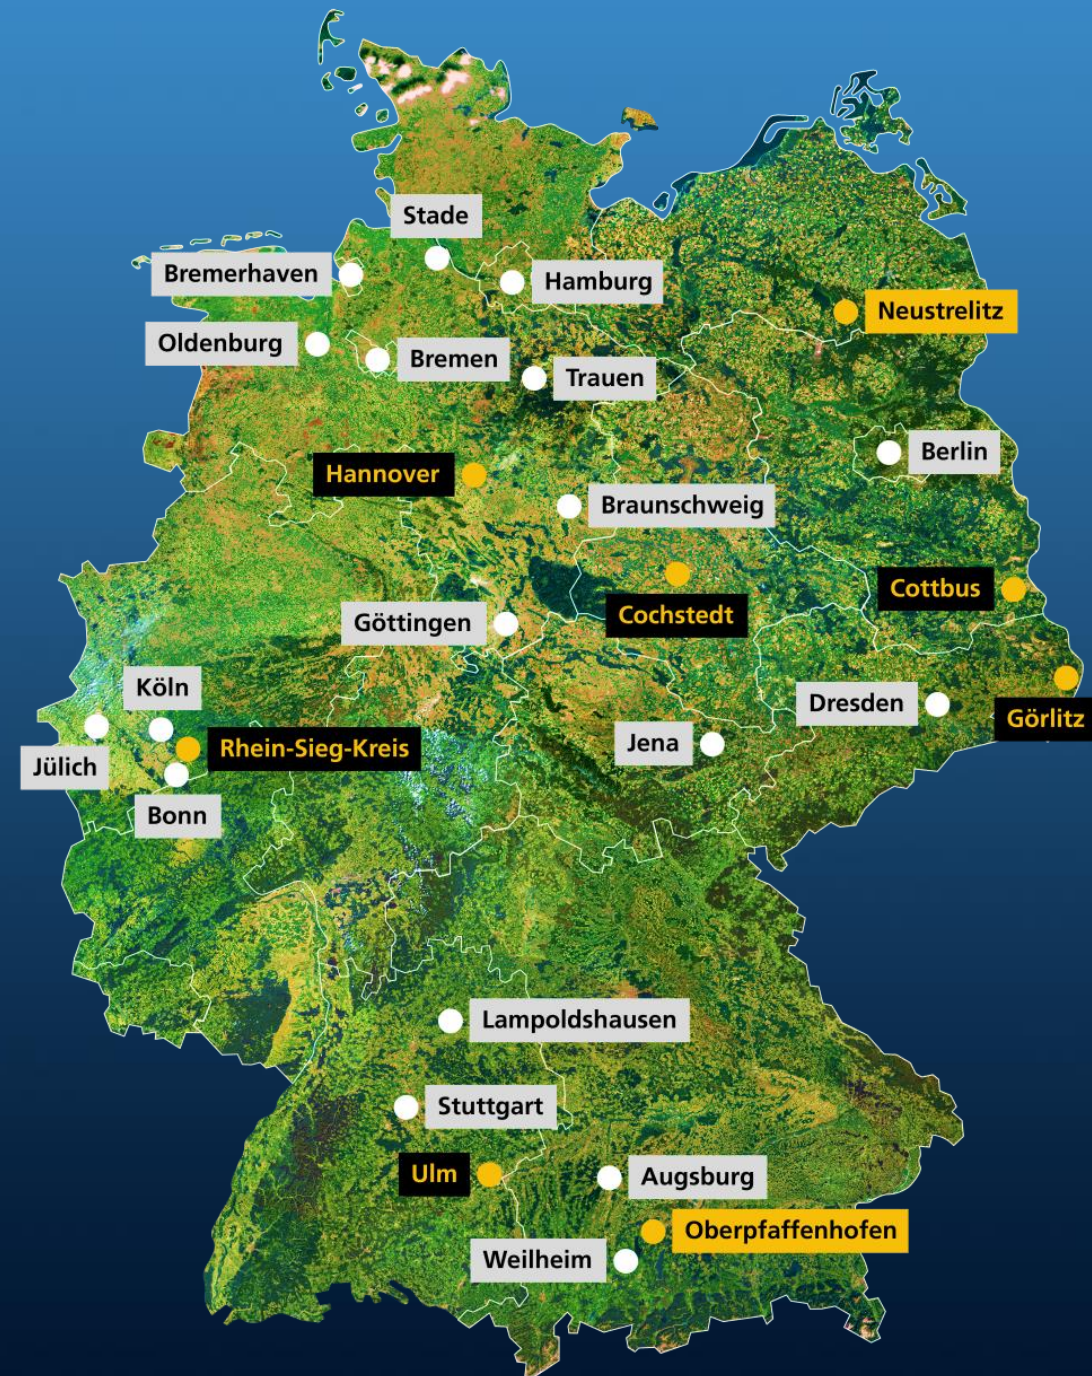 Stade
Bremerhaven
Hamburg
Neustrelitz
Oldenburg
Bremen
Trauen
Berlin
Hannover
Braunschweig
Cottbus
Cochstedt
Göttingen
Köln
Dresden
Görlitz
Jena
Rhein-Sieg-Kreis
Jülich
Bonn
Lampoldshausen
Stuttgart
Ulm
Augsburg
Oberpfaffenhofen
Weilheim